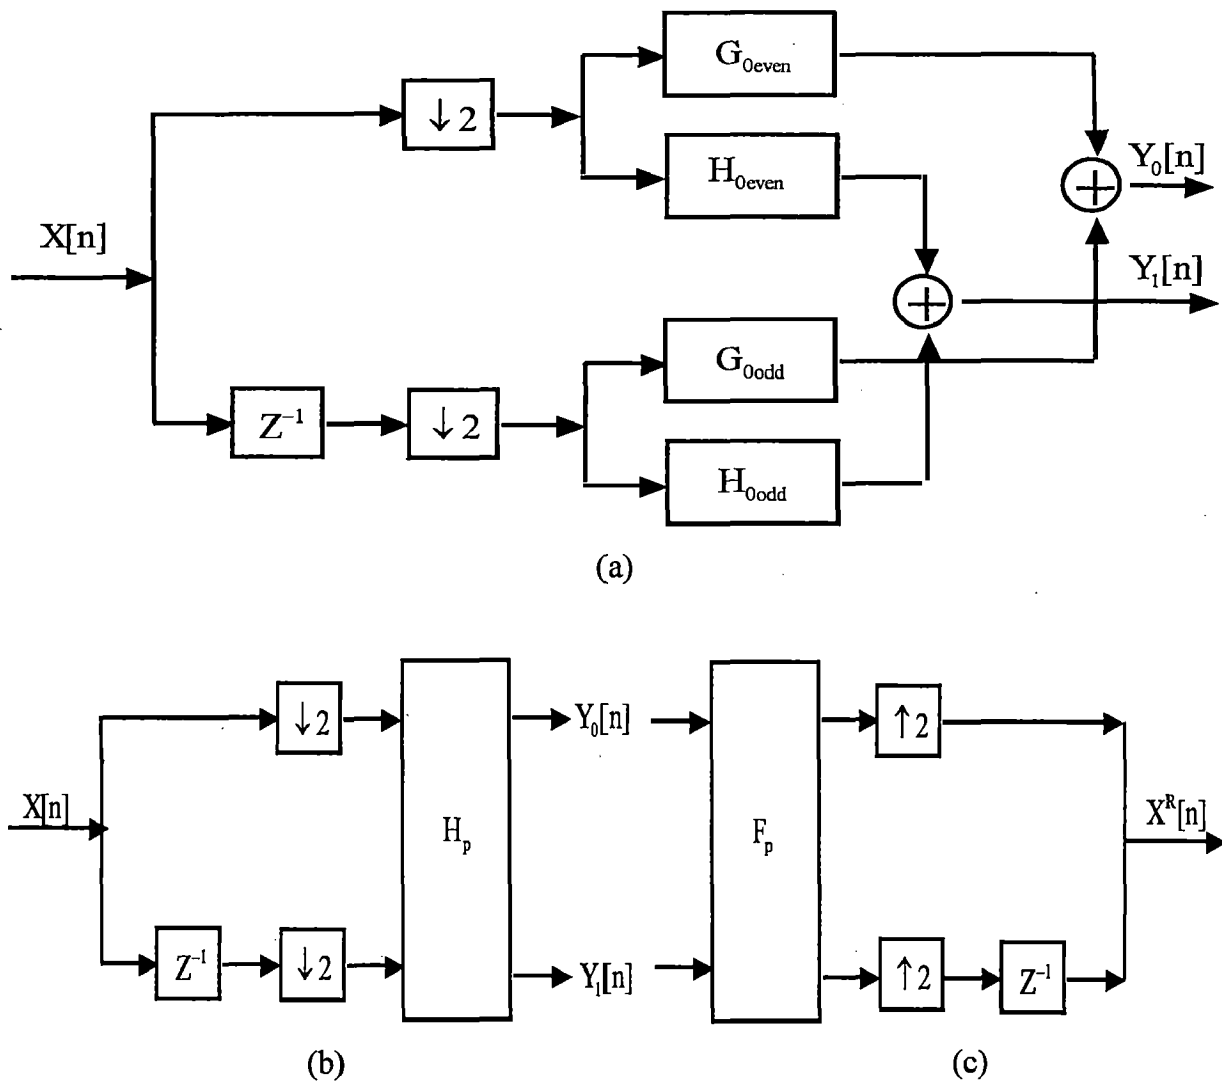 G₀even
↓2
Y₀[n]
H₀even
X[n]
Y₁[n]
G₀odd
Z⁻¹
↓2
H₀odd
(a)
↓2
Y₀[n]
↑2
X[n]
Hₚ
Fₚ
Xᴿ[n]
Z⁻¹
↓2
Y₁[n]
↑2
Z⁻¹
(b)
(c)